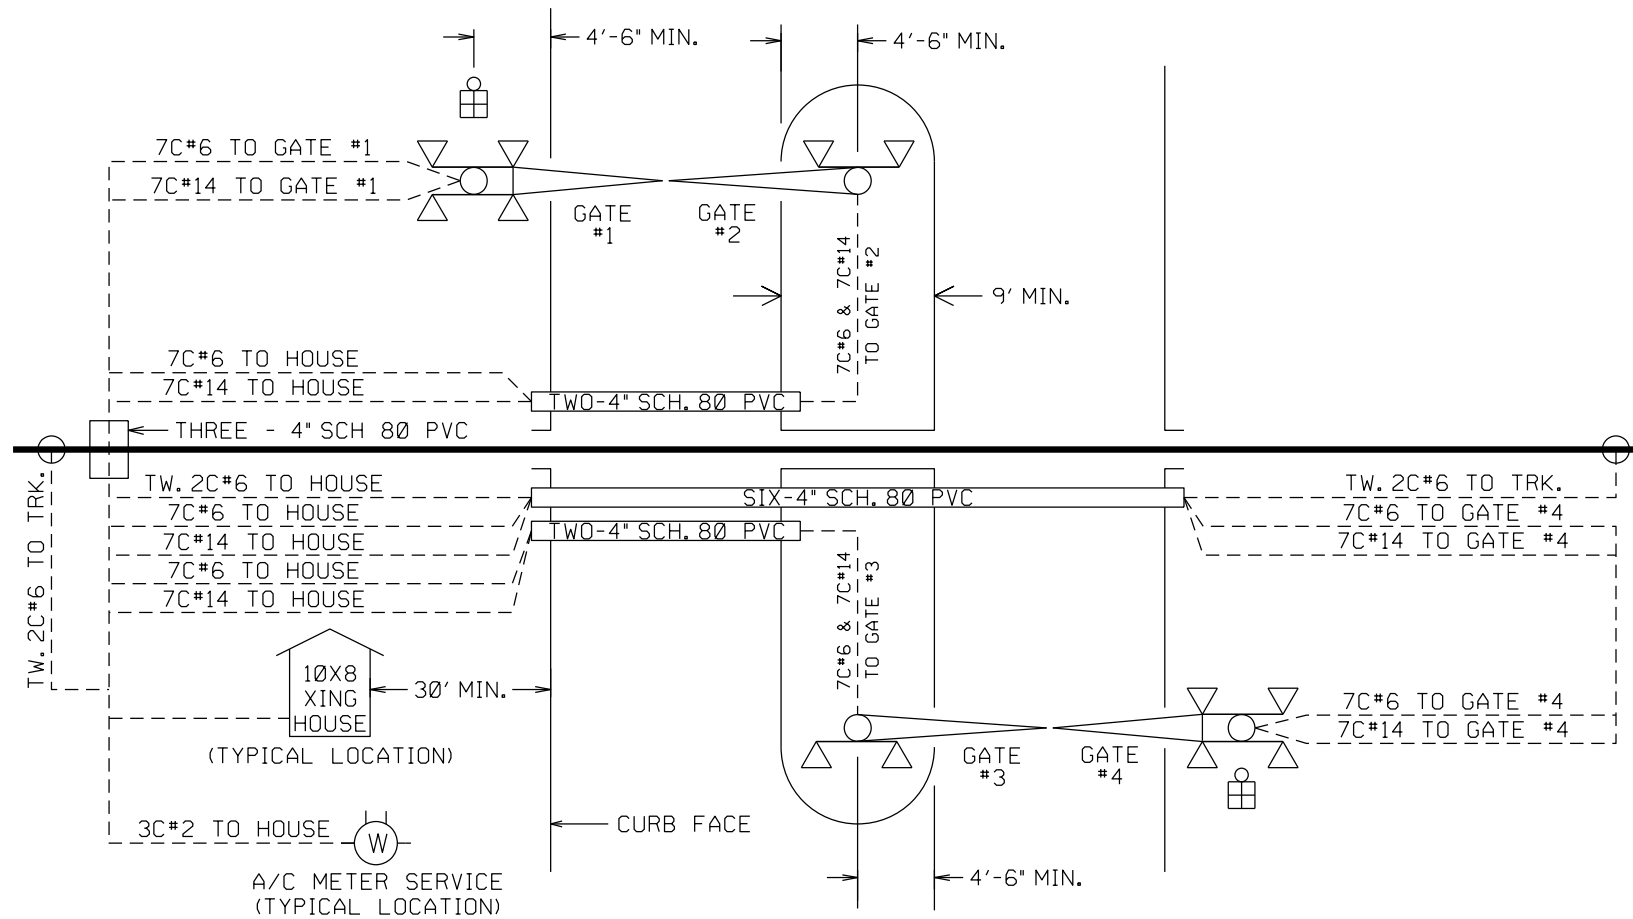 4'-6" MIN.
4'-6" MIN.
7C#6 TO GATE #1
7C#14 TO GATE #1
GATE
#1
GATE
#2
7C#6 & 7C#14
TO GATE #2
9' MIN.
7C#6 TO HOUSE
7C#14 TO HOUSE
TWO-4" SCH. 80 PVC
THREE - 4" SCH 80 PVC
TW. 2C#6 TO TRK.
TW. 2C#6 TO HOUSE
SIX-4" SCH. 80 PVC
TW. 2C#6 TO TRK.
7C#6 TO HOUSE
7C#6 TO GATE #4
TWO-4" SCH. 80 PVC
7C#14 TO HOUSE
7C#14 TO GATE #4
7C#6 TO HOUSE
7C#14 TO HOUSE
7C#6 & 7C#14
TO GATE #3
10X8
XING
HOUSE
30' MIN.
(TYPICAL LOCATION)
7C#6 TO GATE #4
7C#14 TO GATE #4
GATE
#3
GATE
#4
3C#2 TO HOUSE
W
CURB FACE
A/C METER SERVICE
(TYPICAL LOCATION)
4'-6" MIN.